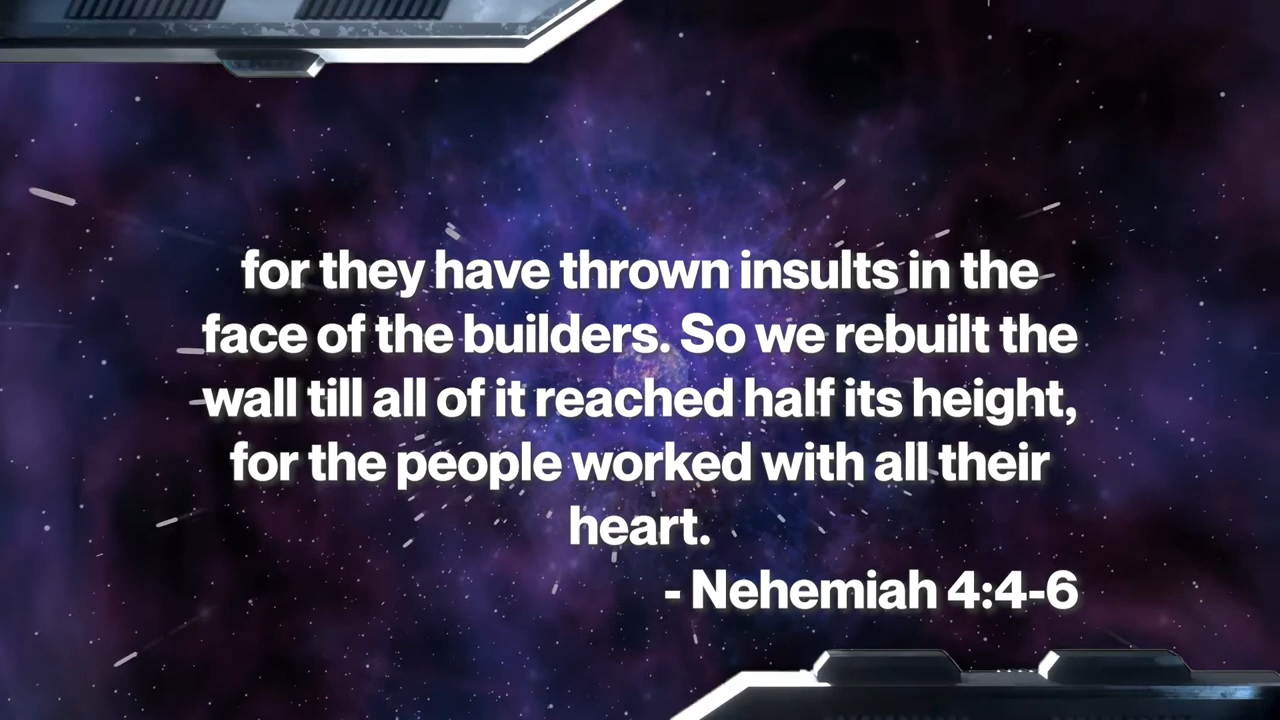 for they have thrown insults in the
face of the builders. So we rebuilt the
wall till all of it reached half its height,
for the people worked with all their
heart.
- Nehemiah 4:4-6